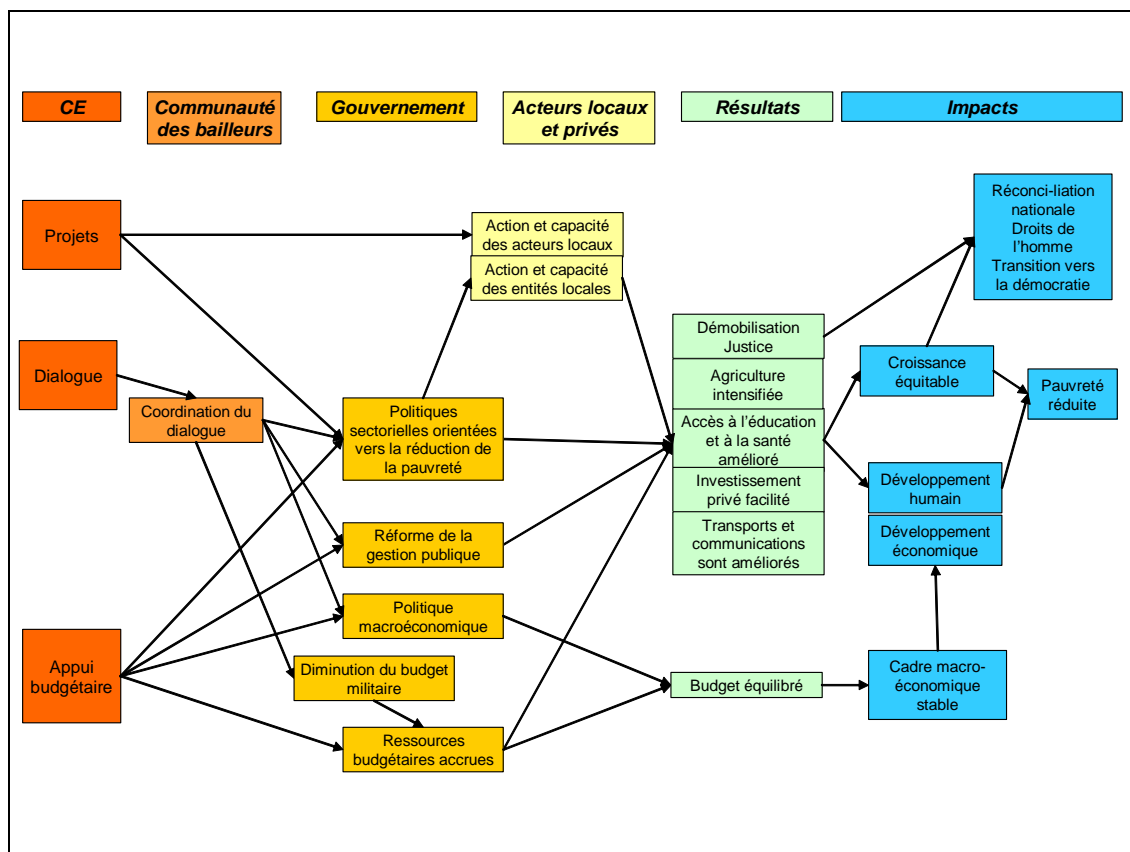 CE
Communauté
des bailleurs
Gouvernement
Acteurs locaux
et privés
Résultats
Impacts
Projets
Action et capacité
des acteurs locaux
Action et capacité
des entités locales
Réconci-liation
nationale
Droits de
l'homme
Transition vers
la démocratie
Dialogue
Coordination du
dialogue
Politiques
sectorielles orientées
vers la réduction de
la pauvreté
Démobilisation
Justice
Agriculture
intensifiée
Accès à l'éducation
et à la santé
amélioré
Investissement
privé facilité
Transports et
communications
sont améliorés
Croissance
équitable
Pauvreté
réduite
Développement
humain
Développement
économique
Réforme de la
gestion publique
Politique
macroéconomique
Appui
budgétaire
Diminution du budget
militaire
Ressources
budgétaires accrues
Budget équilibré
Cadre macro-
économique
stable